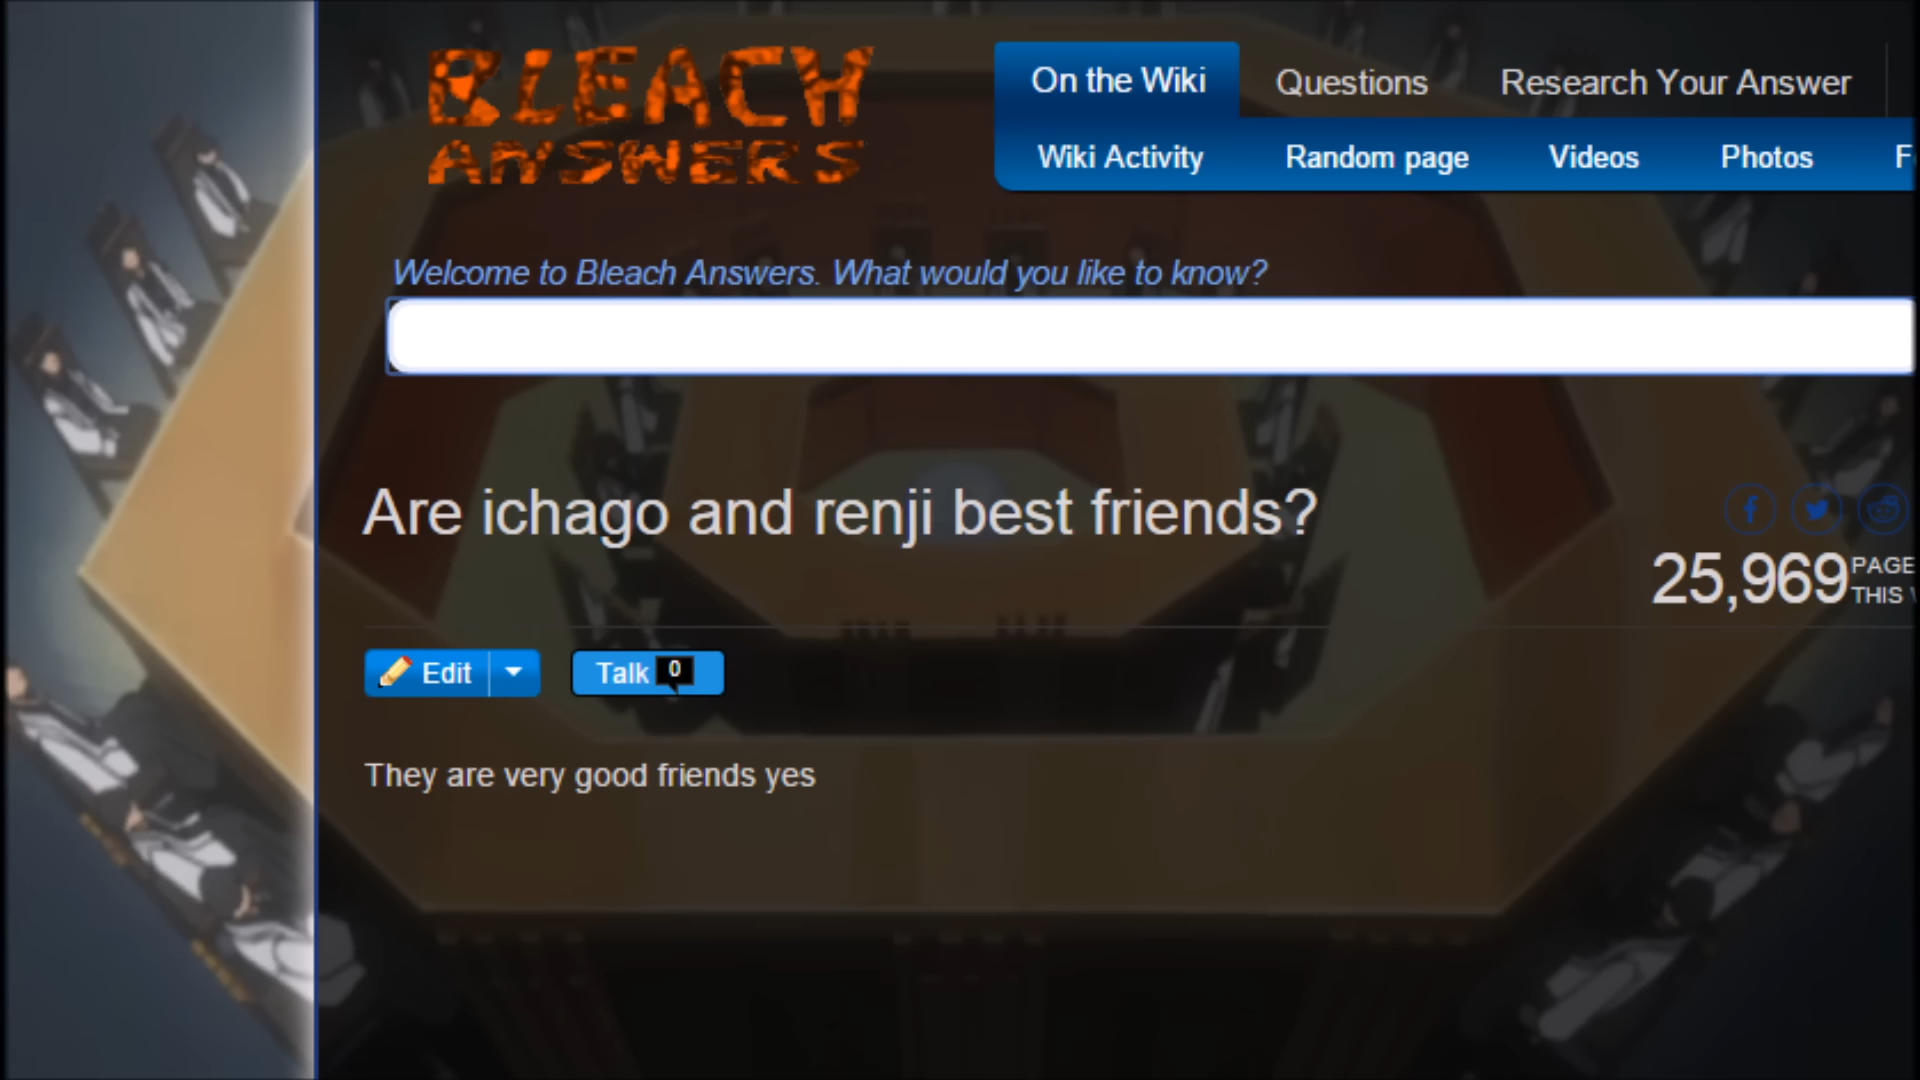 BLEACH
ANSWERS
On the Wiki
Questions
Research Your Answer
Wiki Activity
Random page
Videos
Photos
Welcome to Bleach Answers. What would you like to know?
Are ichago and renji best friends?
25,969
PAGE
THIS
Edit
Talk 0
They are very good friends yes